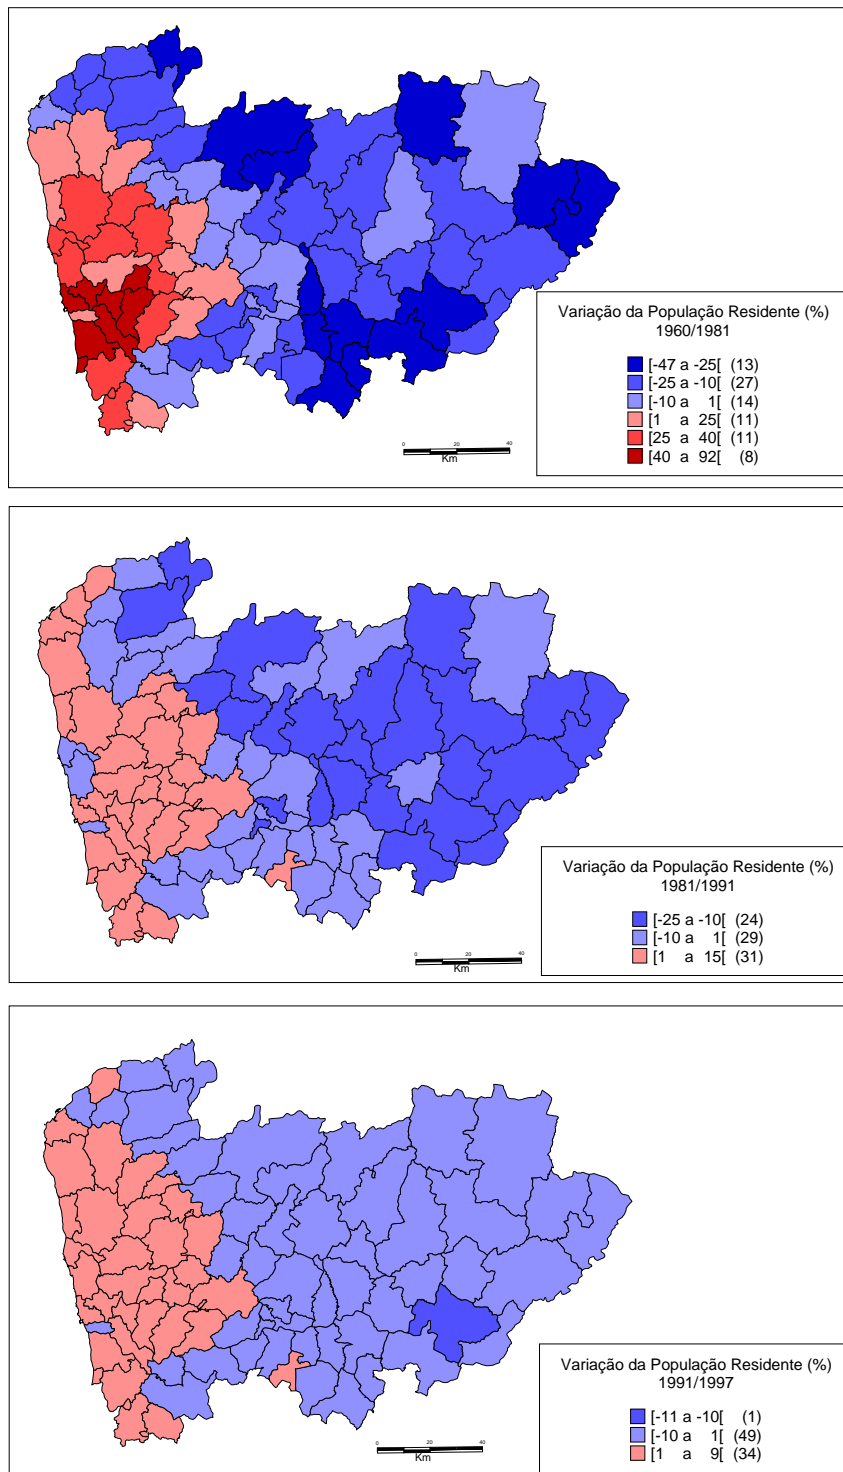 Variação da População Residente (%)
1960/1981
[-47 a -25[ (13)
[-25 a -10[ (27)
[-10 a 1[ (14)
[1 a 25[ (11)
[25 a 40[ (11)
[40 a 92[ (8)
0 20 40
Km
Variação da População Residente (%)
1981/1991
[-25 a -10[ (24)
[-10 a 1[ (29)
[1 a 15[ (31)
0 20 40
Km
Variação da População Residente (%)
1991/1997
[-11 a -10[ (1)
[-10 a 1[ (49)
[1 a 9[ (34)
0 20 40
Km